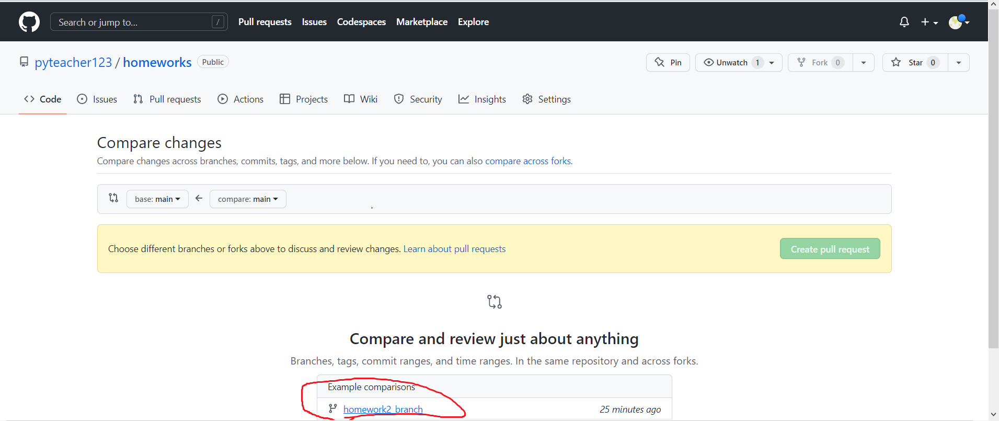 Search or jump to... / Pull requests Issues Codespaces Marketplace Explore
pyteacher123 / homeworks Public Pin Unwatch 1 Fork 0 Star 0
Code Issues Pull requests Actions Projects Wiki Security Insights Settings
Compare changes
Compare changes across branches, commits, tags, and more below. If you need to, you can also compare across forks.
base: main compare: main
Choose different branches or forks above to discuss and review changes. Learn about pull requests Create pull request
Compare and review just about anything
Branches, tags, commit ranges, and time ranges. In the same repository and across forks.
Example comparisons
homework2_branch 25 minutes ago